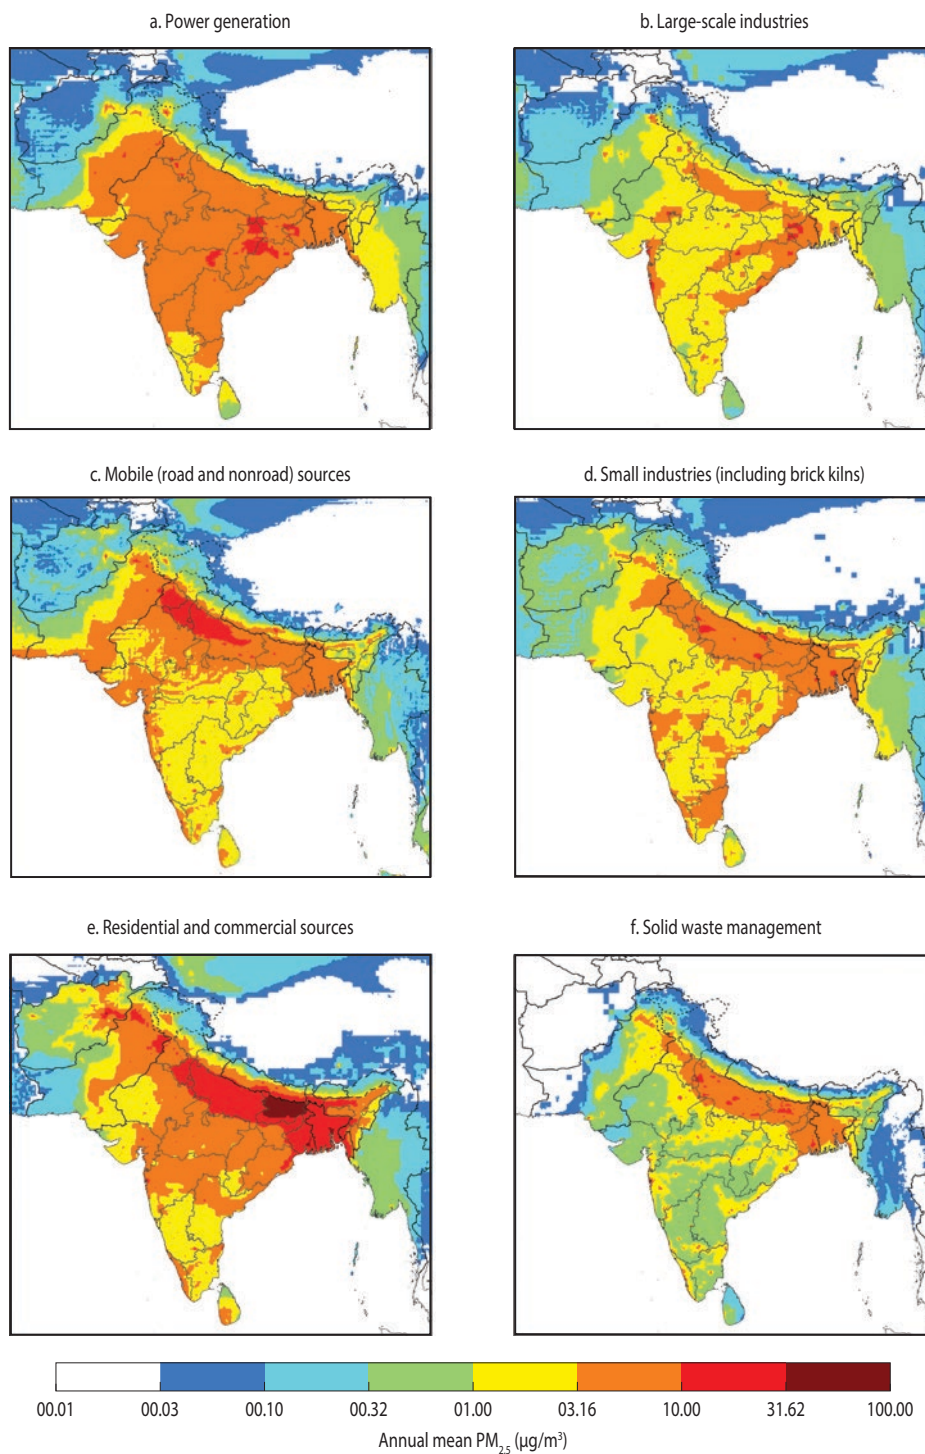 a. Power generation
b. Large-scale industries
c. Mobile (road and nonroad) sources
d. Small industries (including brick kilns)
e. Residential and commercial sources
f. Solid waste management
00.01 00.03 00.10 00.32 01.00 03.16 10.00 31.62 100.00
Annual mean PM2.5 (µg/m³)